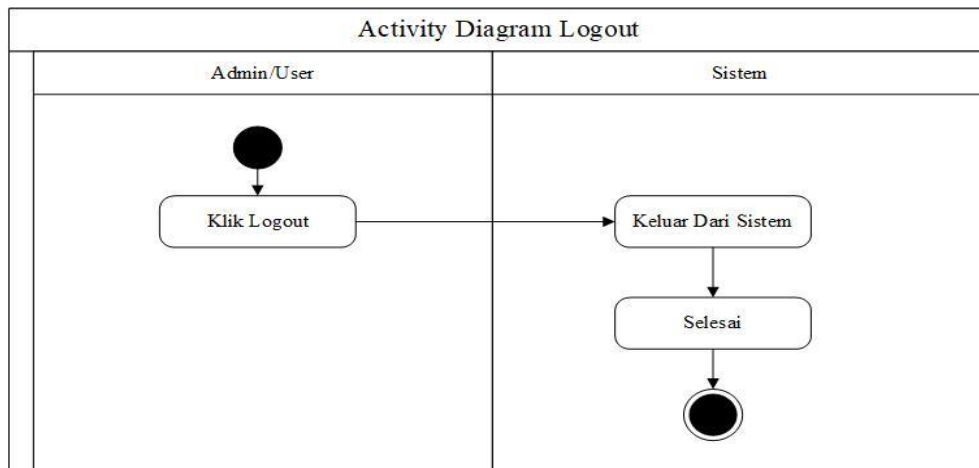 Activity Diagram Logout
Admin/User
Sistem
Klik Logout
Keluar Dari Sistem
Selesai